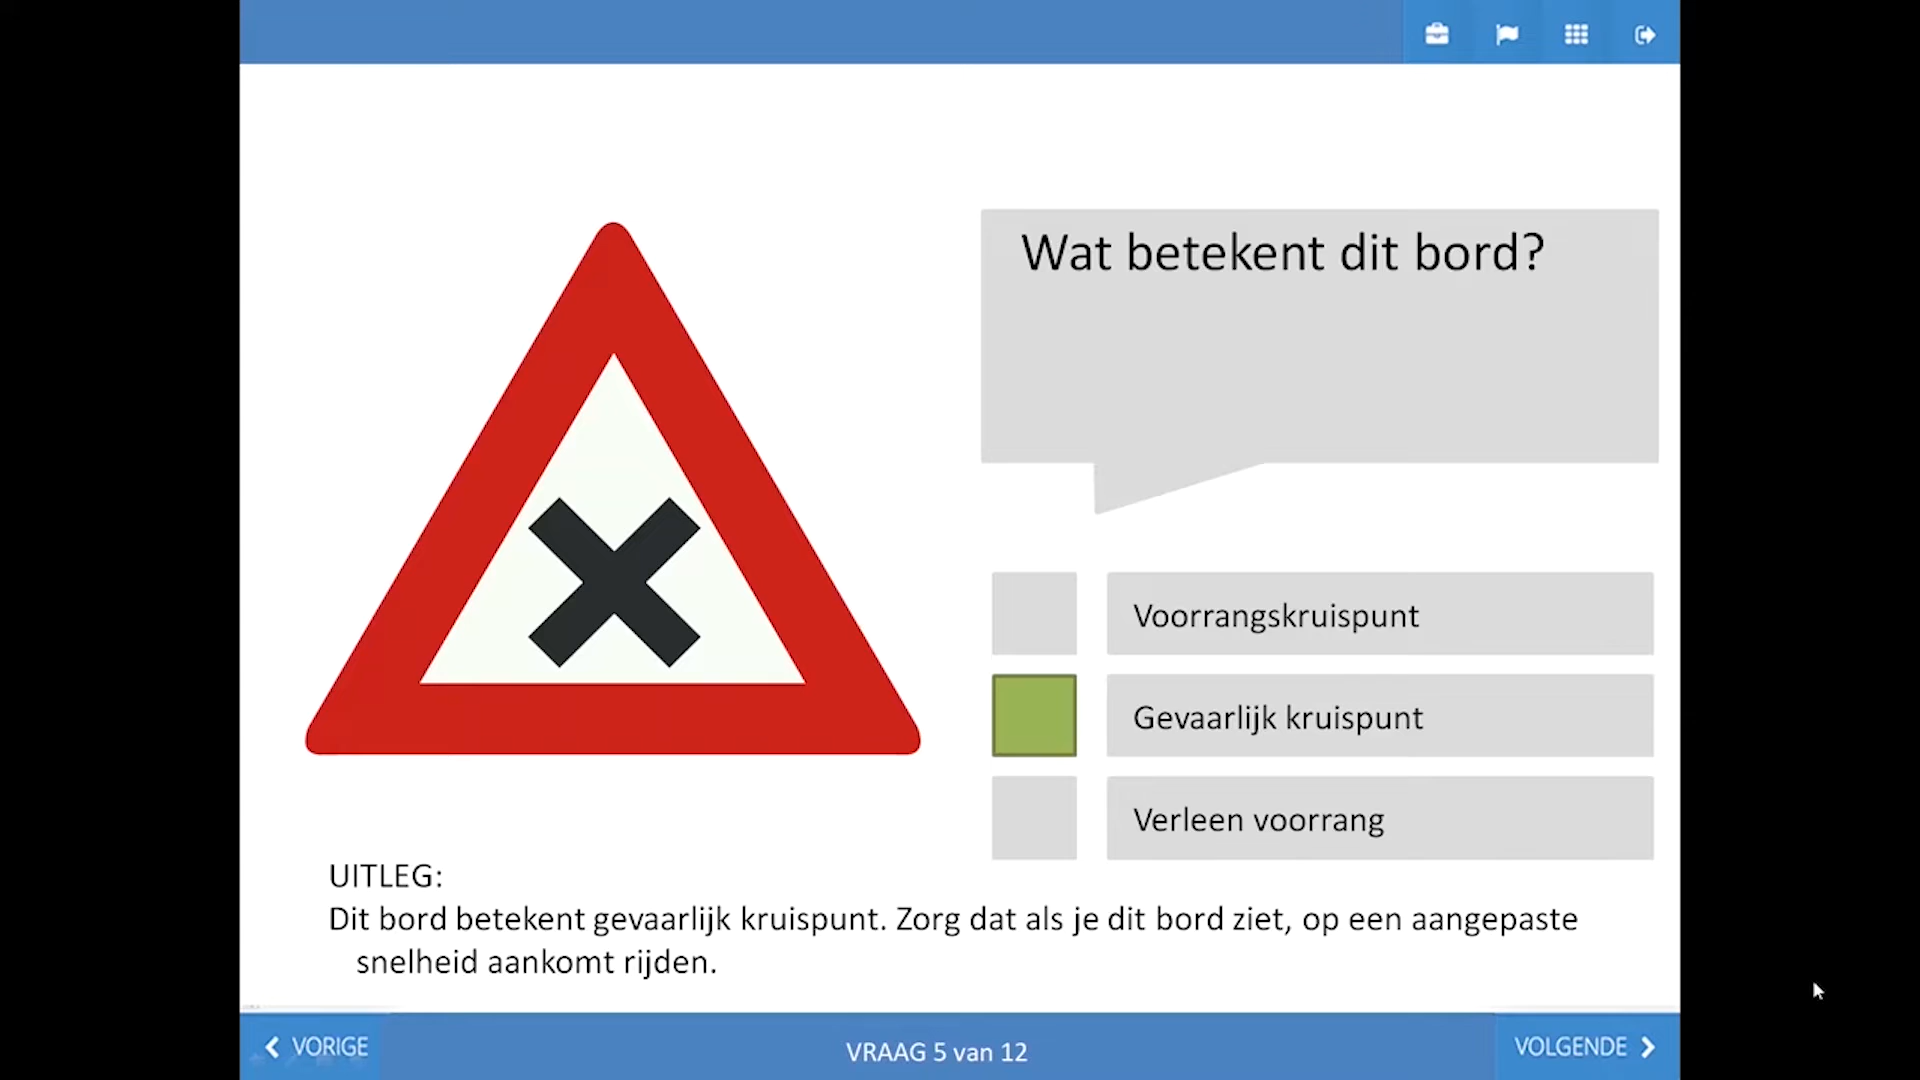 Wat betekent dit bord?
Voorrangskruispunt
Gevaarlijk kruispunt
Verleen voorrang
UITLEG:
Dit bord betekent gevaarlijk kruispunt. Zorg dat als je dit bord ziet, op een aangepaste
snelheid aankomt rijden.
VORIGE
VRAAG 5 van 12
VOLGENDE